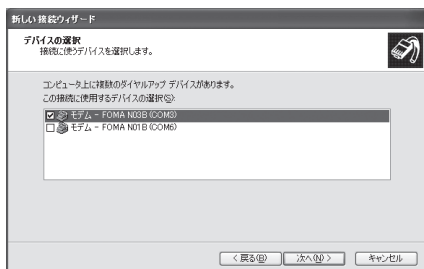 新しい接続ウィザード
デバイスの選択
接続に使うデバイスを選択します。
コンピュータ上に複数のダイヤルアップ デバイスがあります。
この接続に使用するデバイスの選択(S):
モデム - FOMA N03B (COM3)
モデム - FOMA N01B (COM6)
< 戻る(B) 次へ(N) > キャンセル